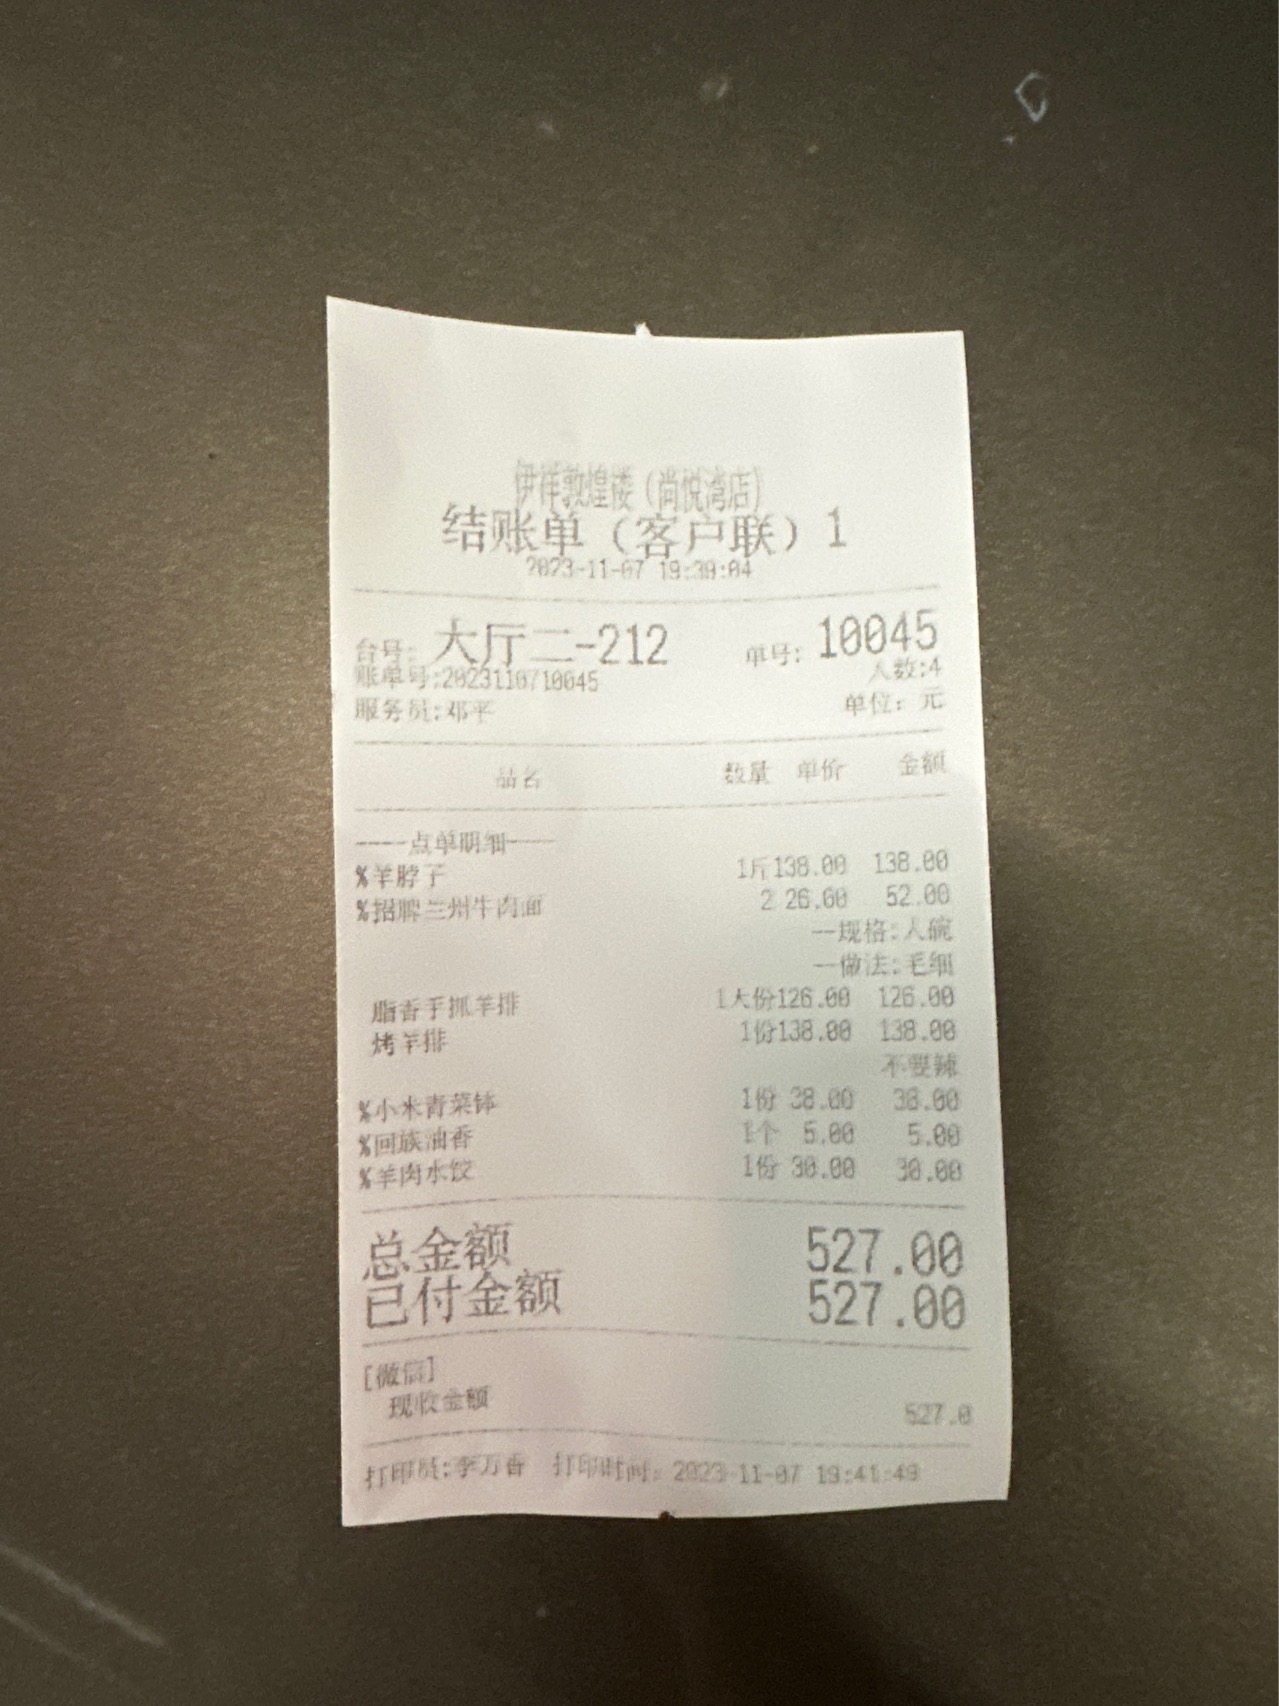 伊祥敦煌楼（尚悦湾店）
结账单（客户联）1
2023-11-07 19:39:04
台号: 大厅二-212 单号: 10045
账单号:2023110710045 人数:4
服务员:邓平 单位: 元
品名 数量 单价 金额
----点单明细----
%羊脖子 1斤138.00 138.00
%招牌兰州牛肉面 2 26.00 52.00
—规格:大碗
—做法:毛细
脂香手抓羊排 1大份126.00 126.00
烤羊排 1份138.00 138.00
不要辣
%小米青菜钵 1份 38.00 38.00
%回族油香 1个 5.00 5.00
%羊肉水饺 1份 30.00 30.00
总金额 527.00
已付金额 527.00
[微信]
现收金额 527.0
打印员:李万香 打印时间: 2023-11-07 19:41:49